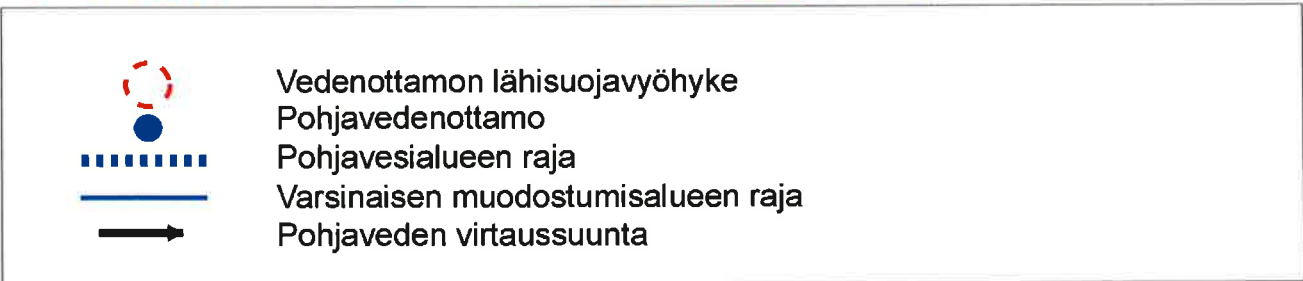 Vedenottamon lähisuojavyöhyke
Pohjavedenottamo
Pohjavesialueen raja
Varsinaisen muodostumisalueen raja
Pohjaveden virtaussuunta